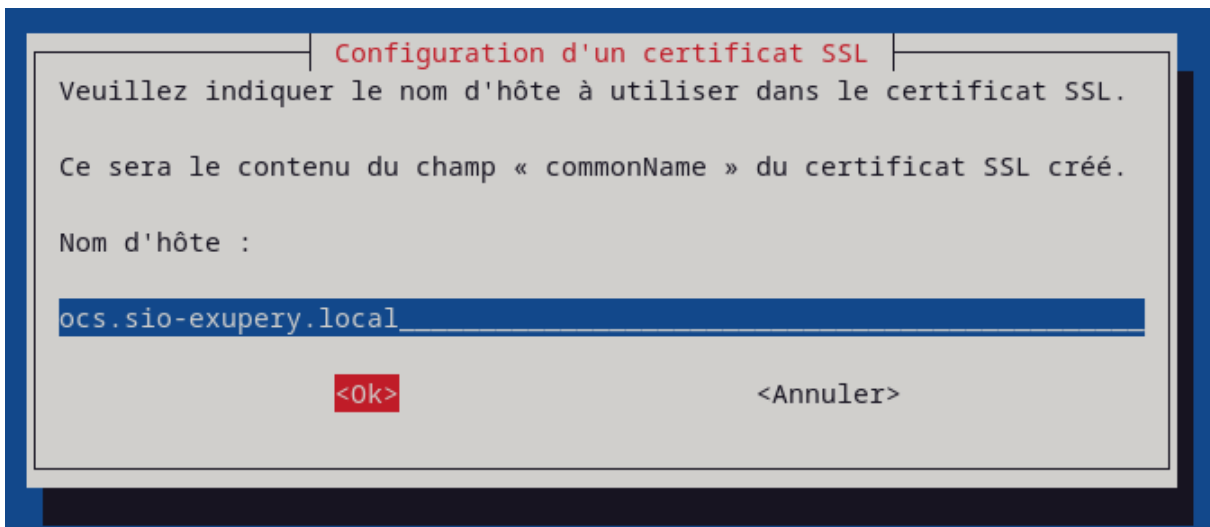 Configuration d'un certificat SSL
Veuillez indiquer le nom d'hôte à utiliser dans le certificat SSL.
Ce sera le contenu du champ « commonName » du certificat SSL créé.
Nom d'hôte :
ocs.sio-exupery.local
<Ok> <Annuler>